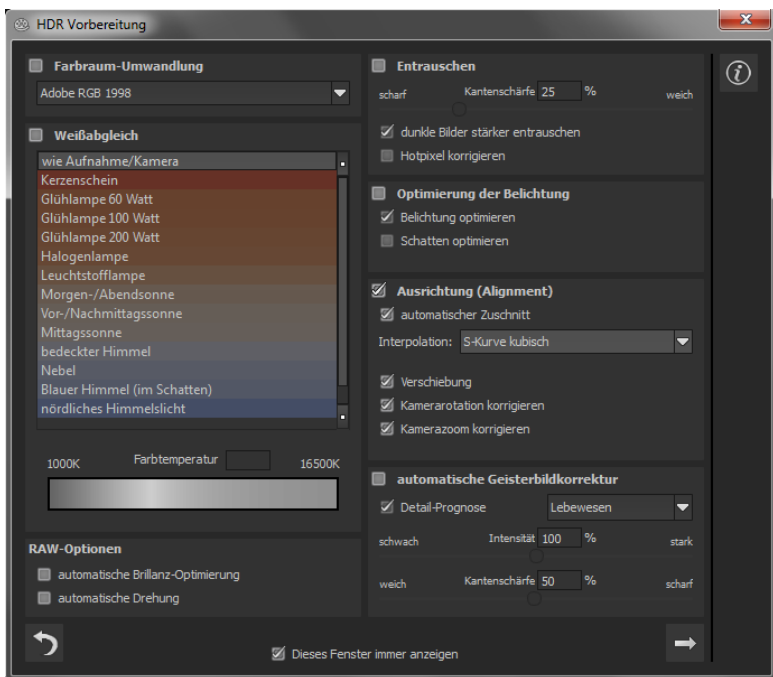 HDR Vorbereitung
Farbraum-Umwandlung
Adobe RGB 1998
Weißabgleich
wie Aufnahme/Kamera
Kerzenschein
Glühlampe 60 Watt
Glühlampe 100 Watt
Glühlampe 200 Watt
Halogenlampe
Leuchtstofflampe
Morgen-/Abendsonne
Vor-/Nachmittagssonne
Mittagssonne
bedeckter Himmel
Nebel
Blauer Himmel (im Schatten)
nördliches Himmelslicht
1000K Farbtemperatur 16500K
RAW-Optionen
automatische Brillanz-Optimierung
automatische Drehung
Entrauschen
scharf Kantenschärfe 25 % weich
dunkle Bilder stärker entrauschen
Hotpixel korrigieren
Optimierung der Belichtung
Belichtung optimieren
Schatten optimieren
Ausrichtung (Alignment)
automatischer Zuschnitt
Interpolation: S-Kurve kubisch
Verschiebung
Kamerarotation korrigieren
Kamerazoom korrigieren
automatische Geisterbildkorrektur
Detail-Prognose Lebewesen
schwach Intensität 100 % stark
weich Kantenschärfe 50 % scharf
Dieses Fenster immer anzeigen